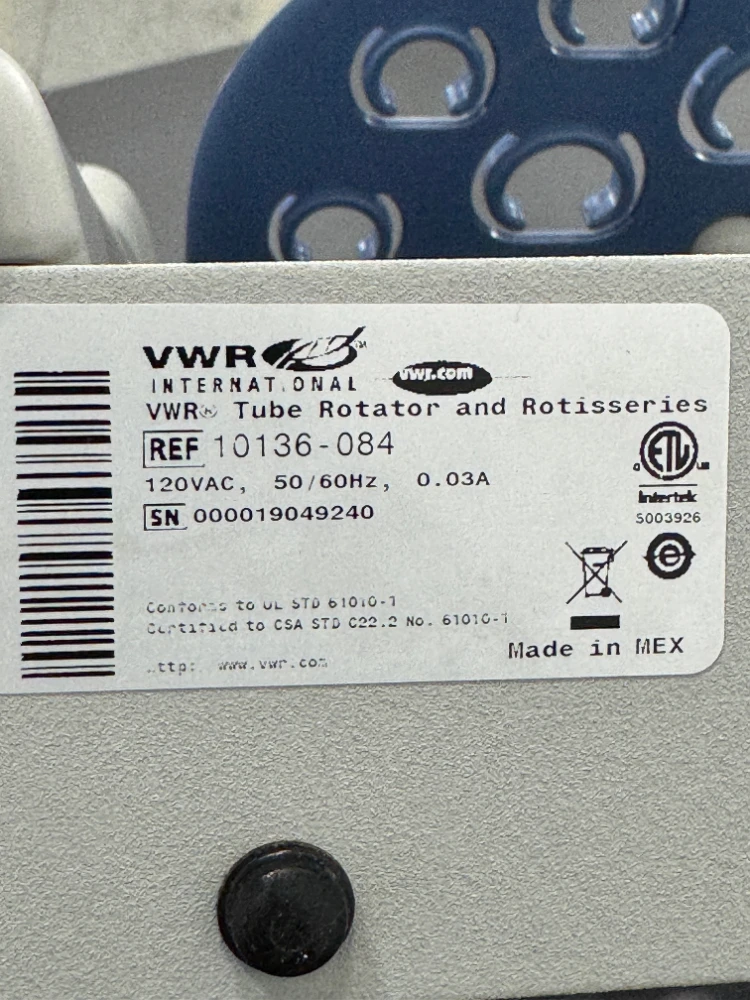 VWR
INTERNATIONAL
vwr.com
VWR® Tube Rotator and Rotisseries
REF 10136-084
120VAC, 50/60Hz, 0.03A
SN 000019049240
ETL
Intertek
5003926
Conforms to UL STD 61010-1
Certified to CSA STD C22.2 No. 61010-1
Made in MEX
http: www.vwr.com